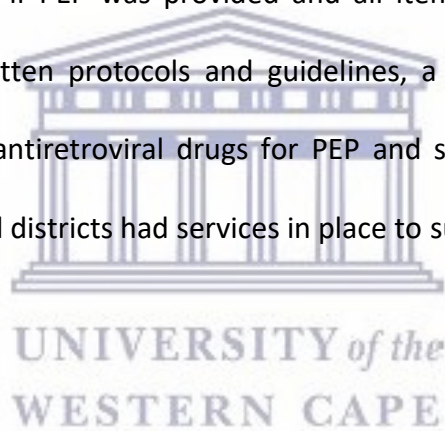 if PEP was provided and all iten
tten protocols and guidelines, a
antiretroviral drugs for PEP and s
districts had services in place to su
UNIVERSITY of the
WESTERN CAPE